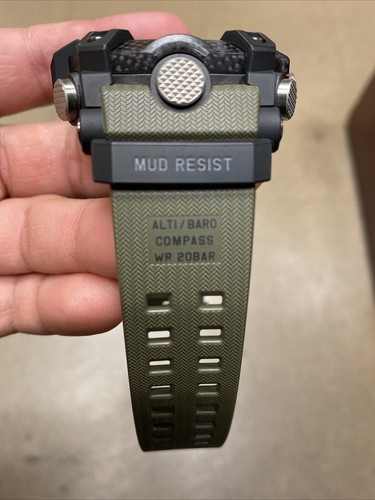 MUD RESIST
ALTI/BARO
COMPASS
WR 20BAR